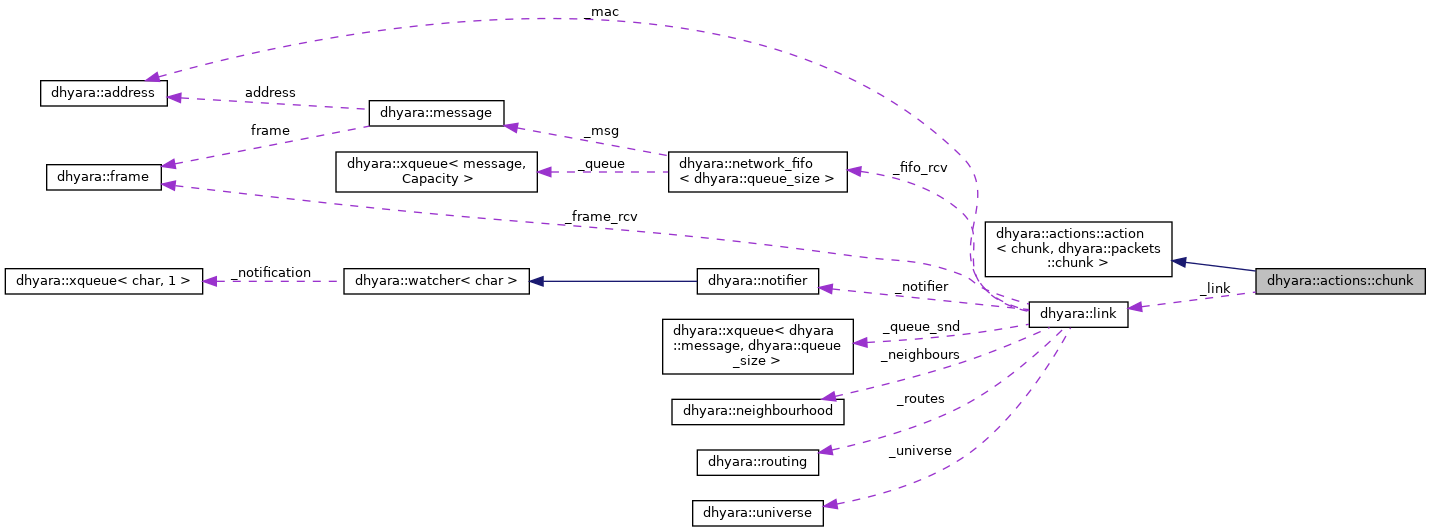 _mac
dhyara::address
address
dhyara::message
frame
_msg
dhyara::xqueue< message,
Capacity >
_queue
dhyara::network_fifo
< dhyara::queue_size >
_fifo_rcv
dhyara::frame
_frame_rcv
dhyara::actions::action
< chunk, dhyara::packets
::chunk >
dhyara::xqueue< char, 1 >
_notification
dhyara::watcher< char >
dhyara::notifier
_notifier
dhyara::actions::chunk
_link
dhyara::link
dhyara::xqueue< dhyara
::message, dhyara::queue
_size >
_queue_snd
_neighbours
dhyara::neighbourhood
_routes
dhyara::routing
_universe
dhyara::universe